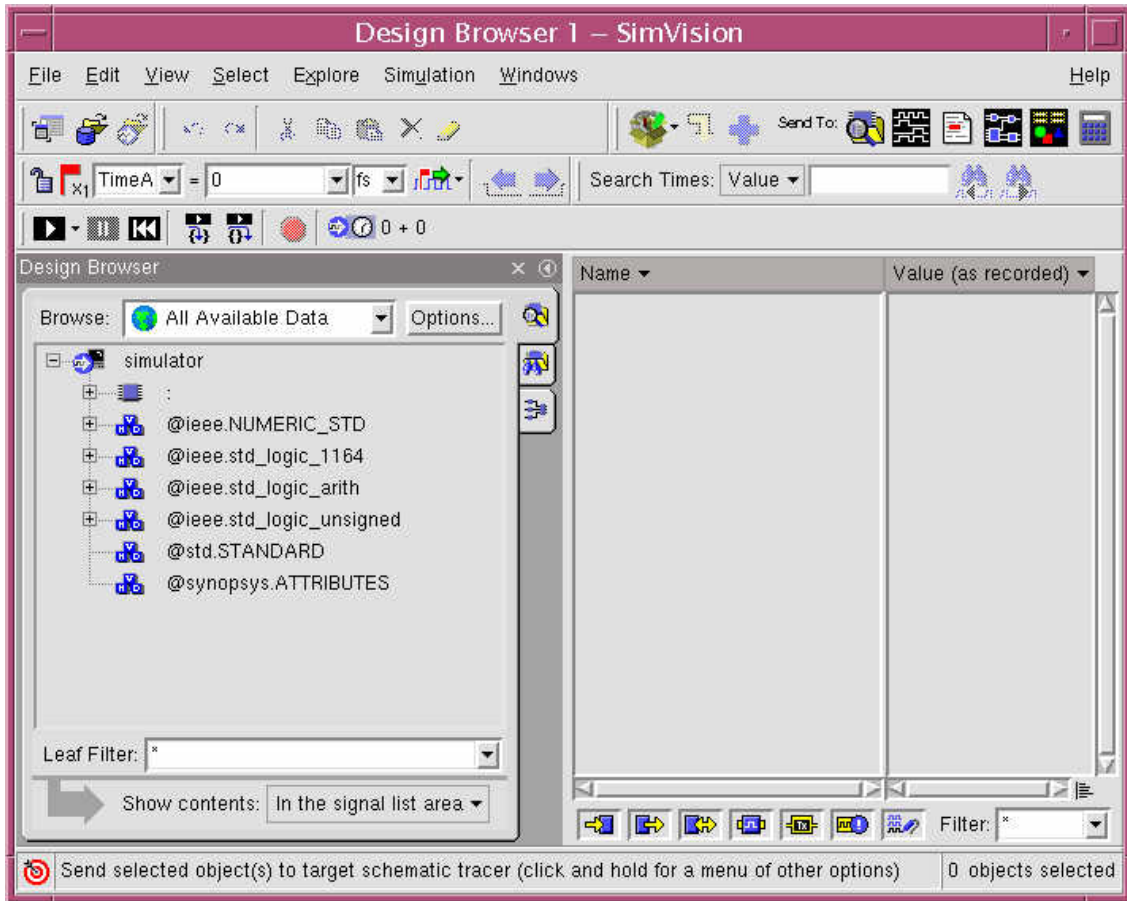 Design Browser 1 – SimVision
File Edit View Select Explore Simulation Windows Help
Send To:
X1 TimeA = 0 fs Search Times: Value
0 + 0
Design Browser
Name Value (as recorded)
Browse: All Available Data Options...
simulator
:
@ieee.NUMERIC_STD
@ieee.std_logic_1164
@ieee.std_logic_arith
@ieee.std_logic_unsigned
@std.STANDARD
@synopsys.ATTRIBUTES
Leaf Filter: *
Show contents: In the signal list area
Filter: *
Send selected object(s) to target schematic tracer (click and hold for a menu of other options) 0 objects selected